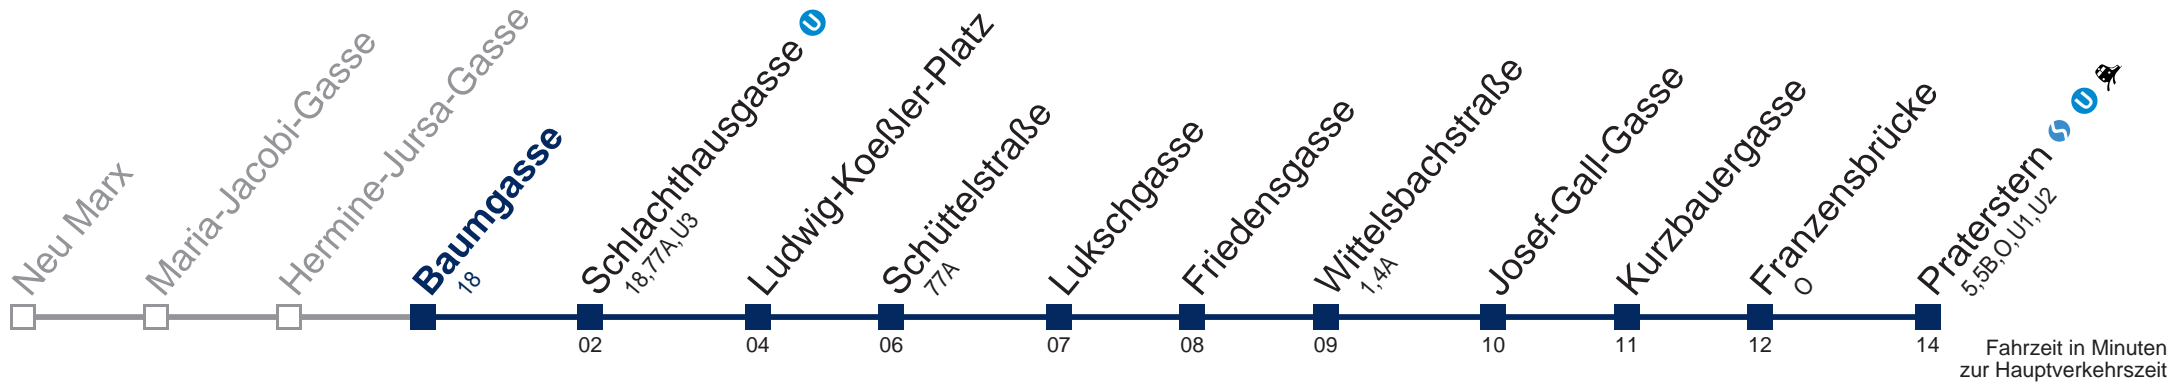 Neu Marx
Maria-Jacobi-Gasse
Hermine-Jursa-Gasse
Baumgasse
18
Schlachthausgasse U
18,77A,U3
Ludwig-Koeßler-Platz
Schüttelstraße
77A
Lukschgasse
Friedensgasse
Wittelsbachstraße
1,4A
Josef-Gall-Gasse
Kurzbauergasse
Franzensbrücke
O
Praterstern S U
5,5B,O,U1,U2
02 04 06 07 08 09 10 11 12 14
Fahrzeit in Minuten
zur Hauptverkehrszeit